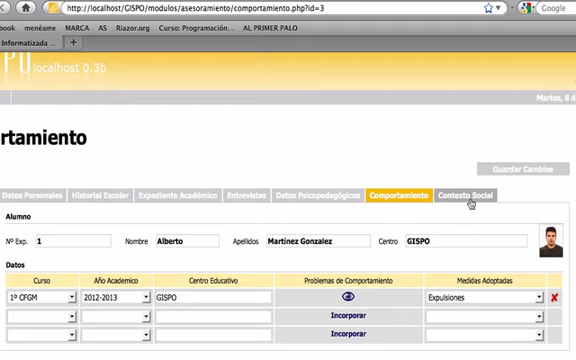 http://localhost/GISPO/modulos/asesoramiento/comportamiento.php?id=3
Google
book menéame MARCA AS Riazor.org Curso: Programación... AL PRIMER PALO
Informatizada ...
PO localhost 0.3b
Martes, 8 d
rtamiento
Guardar Cambios
Datos Personales Historial Escolar Expediente Académico Entrevistas Datos Psicopedagógicos Comportamiento Contexto Social
Alumno
Nº Exp. 1 Nombre Alberto Apellidos Martinez Gonzalez Centro GISPO
Datos
Curso Año Academico Centro Educativo Problemas de Comportamiento Medidas Adoptadas
1º CFGM 2012-2013 GISPO Expulsiones
Incorporar
Incorporar